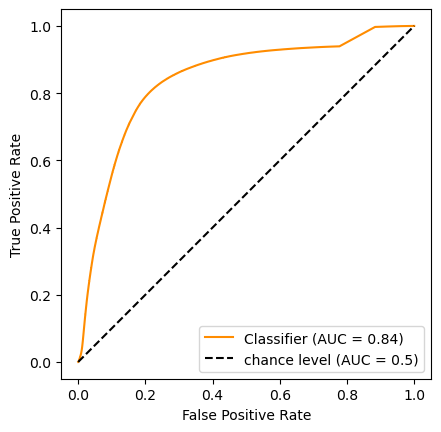 1.0
0.8
0.6
0.4
0.2
0.0
True Positive Rate
Classifier (AUC = 0.84)
chance level (AUC = 0.5)
0.0 0.2 0.4 0.6 0.8 1.0
False Positive Rate